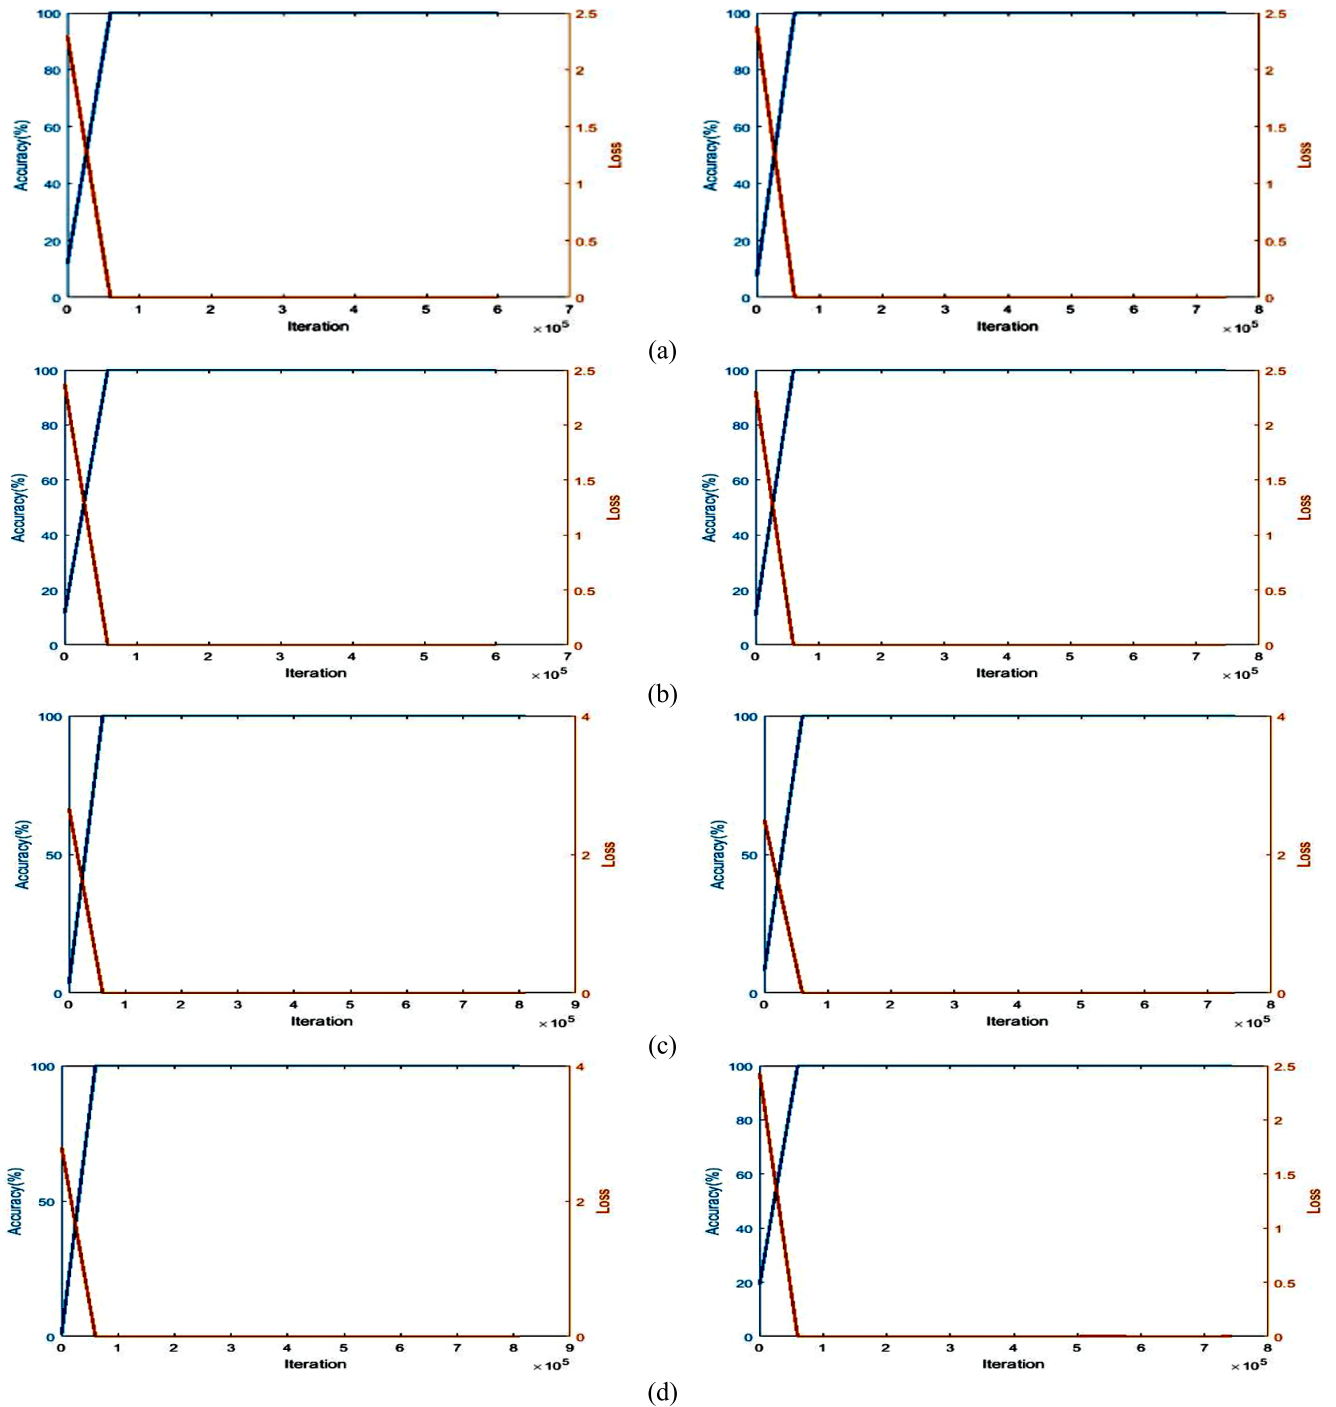 100 80 60 40 20 0
Accuracy(%)
2.5 2 1.5 1 0.5 0
Loss
0 1 2 3 4 5 6 7
Iteration
×10⁵
100 80 60 40 20 0
Accuracy(%)
2.5 2 1.5 1 0.5 0
Loss
0 1 2 3 4 5 6 7 8
Iteration
×10⁵
(a)
100 80 60 40 20 0
Accuracy(%)
2.5 2 1.5 1 0.5 0
Loss
0 1 2 3 4 5 6 7
Iteration
×10⁵
100 80 60 40 20 0
Accuracy(%)
2.5 2 1.5 1 0.5 0
Loss
0 1 2 3 4 5 6 7 8
Iteration
×10⁵
(b)
100 50 0
Accuracy(%)
4 2 0
Loss
0 1 2 3 4 5 6 7 8 9
Iteration
×10⁵
100 50 0
Accuracy(%)
4 2 0
Loss
0 1 2 3 4 5 6 7 8
Iteration
×10⁵
(c)
100 50 0
Accuracy(%)
4 2 0
Loss
0 1 2 3 4 5 6 7 8 9
Iteration
×10⁵
100 80 60 40 20 0
Accuracy(%)
2.5 2 1.5 1 0.5 0
Loss
0 1 2 3 4 5 6 7 8
Iteration
×10⁵
(d)